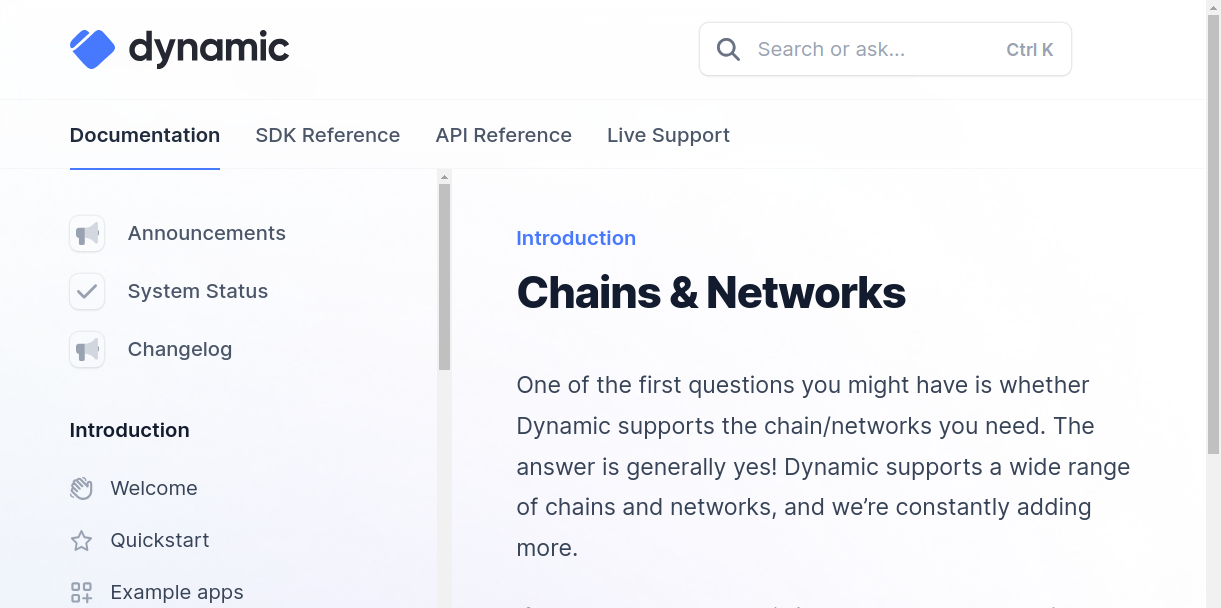 dynamic
Search or ask...
Ctrl K
Documentation
SDK Reference
API Reference
Live Support
Announcements
System Status
Changelog
Introduction
Welcome
Quickstart
Example apps
Introduction
Chains & Networks
One of the first questions you might have is whether
Dynamic supports the chain/networks you need. The
answer is generally yes! Dynamic supports a wide range
of chains and networks, and we’re constantly adding
more.